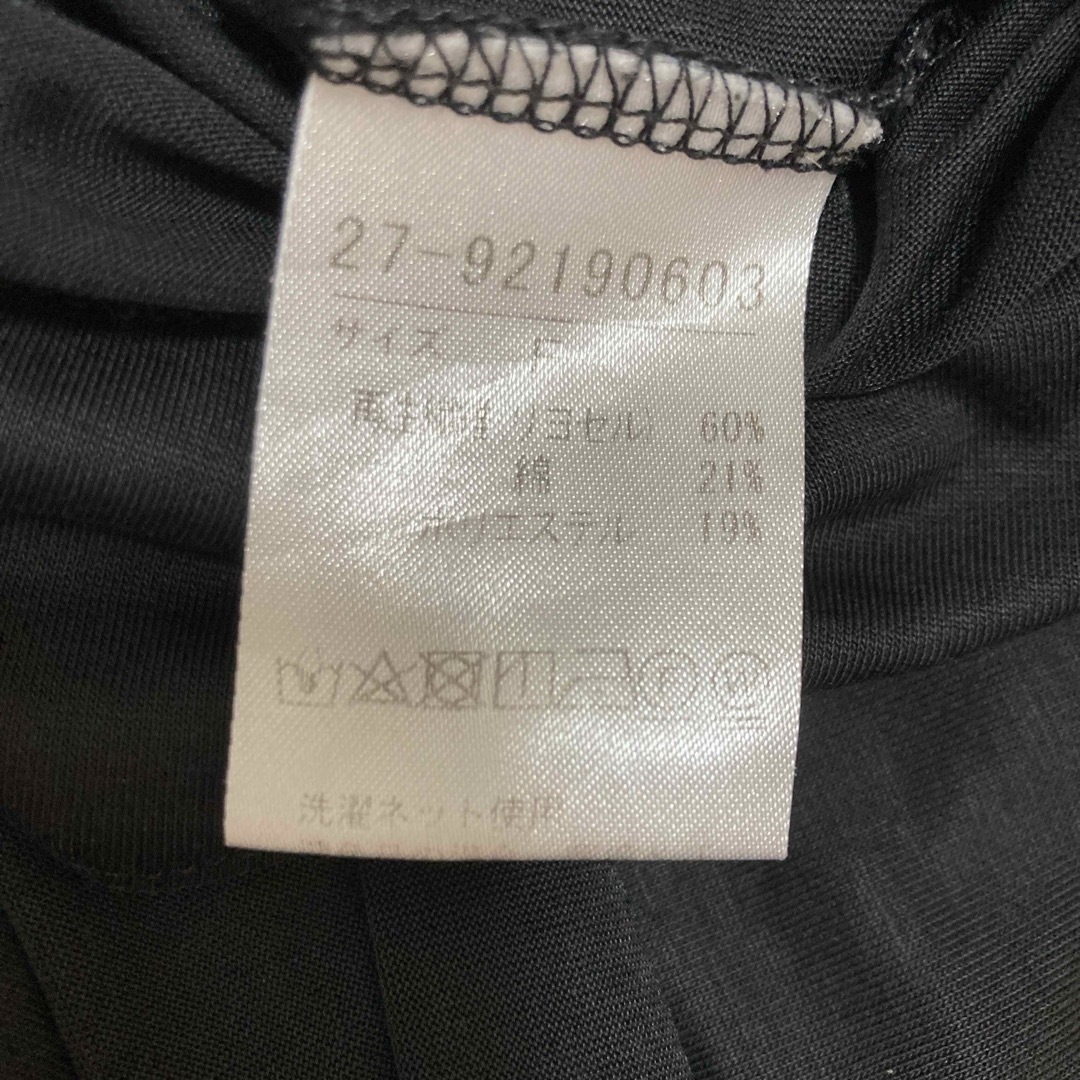 27-92190603
サイズ F
再生繊維 リヨセル 60%
綿 21%
ポリエステル 19%
洗濯ネット使用